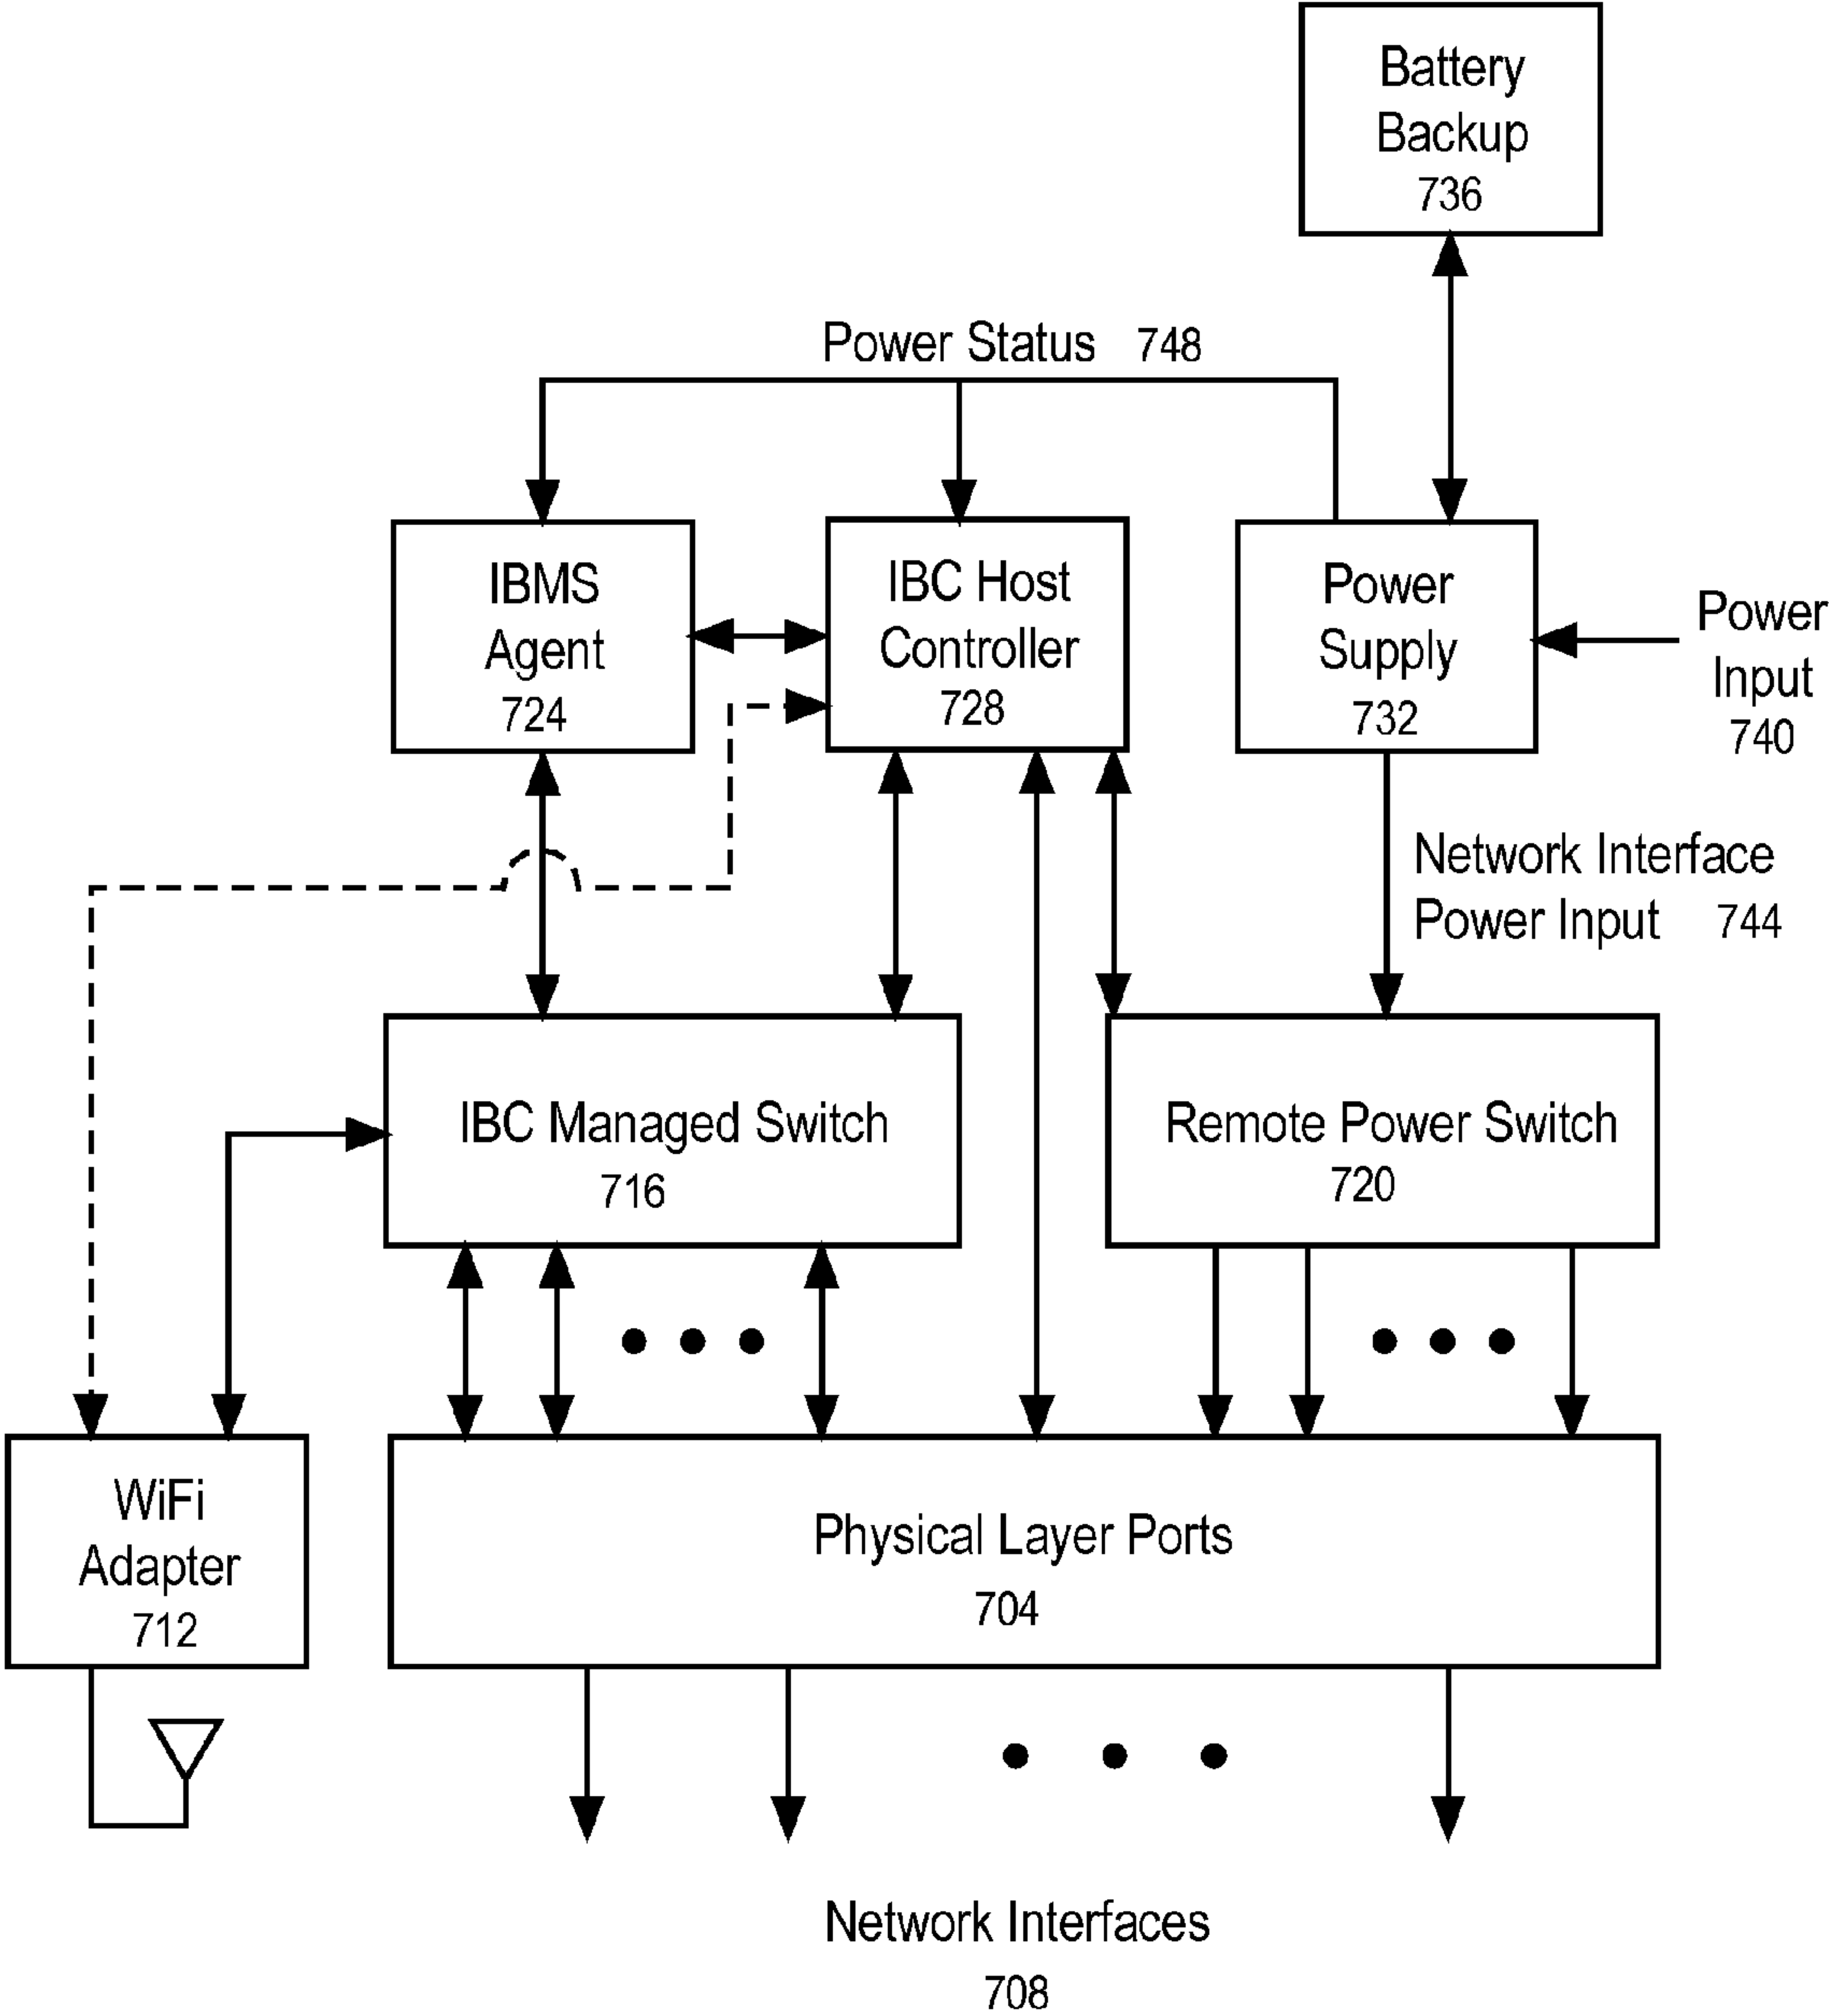 Battery
Backup
736
Power Status 748
IBMS
Agent
724
IBC Host
Controller
728
Power
Supply
732
Power
Input
740
Network Interface
Power Input 744
IBC Managed Switch
716
Remote Power Switch
720
WiFi
Adapter
712
Physical Layer Ports
704
Network Interfaces
708